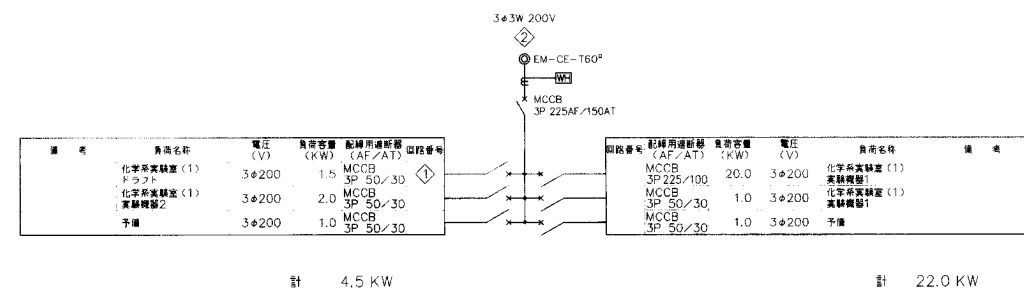 3φ3W 200V
2
EM-CE-T60°
WH
MCCB
3P 225AF/150AT
備 考 負荷名称 電圧(V) 負荷容量(KW) 配線用遮断器(AF/AT) 回路番号
化学系実験室(1) ドラフト 3φ200 1.5 MCCB 3P 50/30 1
化学系実験室(1) 実験機器2 3φ200 2.0 MCCB 3P 50/30
予備 3φ200 1.0 MCCB 3P 50/30
計 4.5 KW
回路番号 配線用遮断器(AF/AT) 負荷容量(KW) 電圧(V) 負荷名称 備 考
MCCB 3P225/100 20.0 3φ200 化学系実験室(1) 実験機器1
MCCB 3P 50/30 1.0 3φ200 化学系実験室(1) 実験機器1
MCCB 3P 50/30 1.0 3φ200 予備
計 22.0 KW